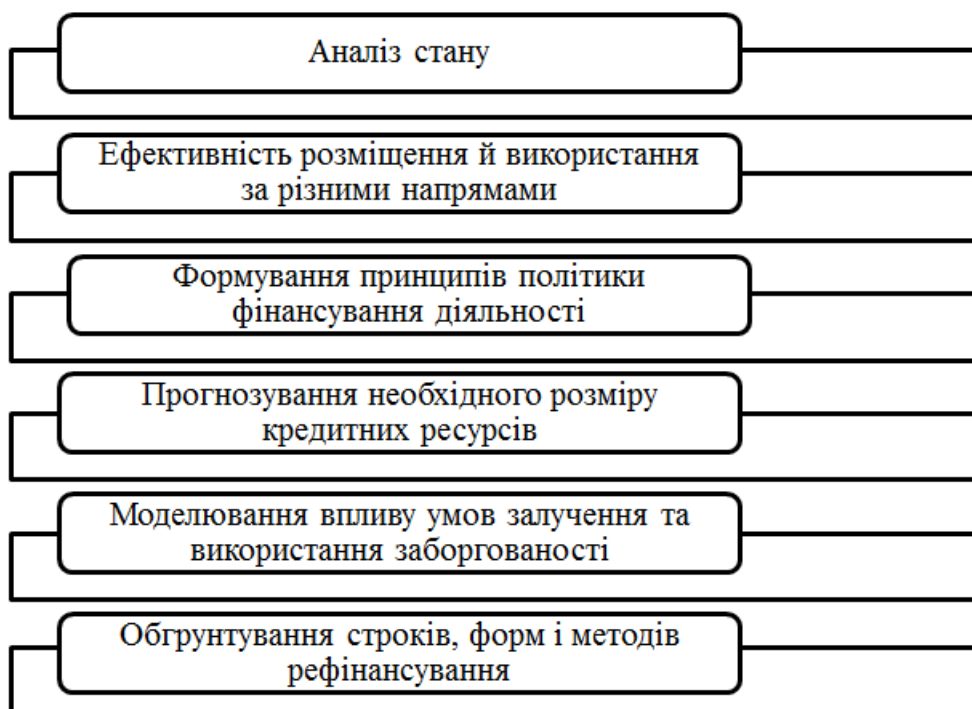 Аналіз стану
Ефективність розміщення й використання
за різними напрямами
Формування принципів політики
фінансування діяльності
Прогнозування необхідного розміру
кредитних ресурсів
Моделювання впливу умов залучення та
використання заборгованості
Обгрунтування строків, форм і методів
рефінансування